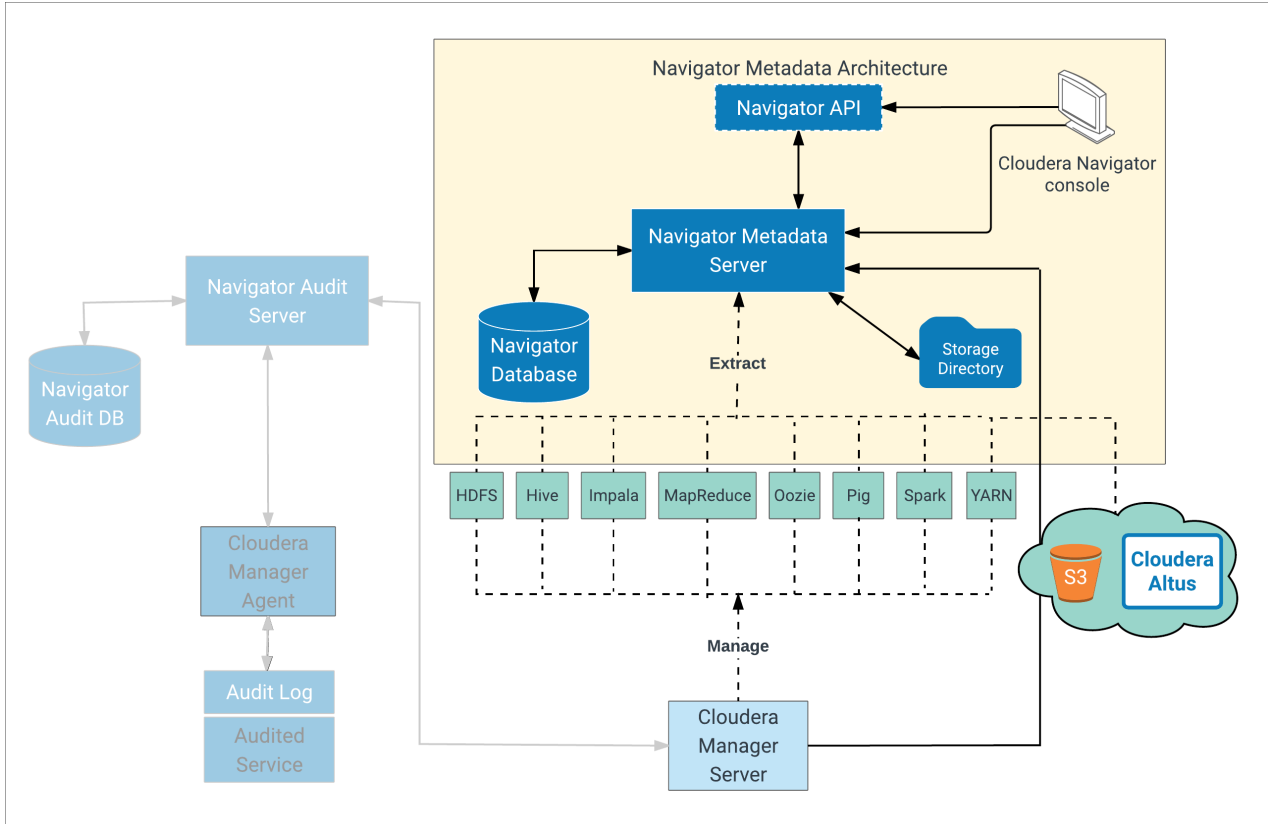 Navigator Metadata Architecture
Navigator API
Cloudera Navigator
console
Navigator Metadata
Server
Navigator Audit
Server
Navigator
Database
Storage
Directory
Extract
Navigator
Audit DB
HDFS
Hive
Impala
MapReduce
Oozie
Pig
Spark
YARN
Cloudera
Manager
Agent
S3
Cloudera
Altus
Manage
Audit Log
Audited
Service
Cloudera
Manager
Server